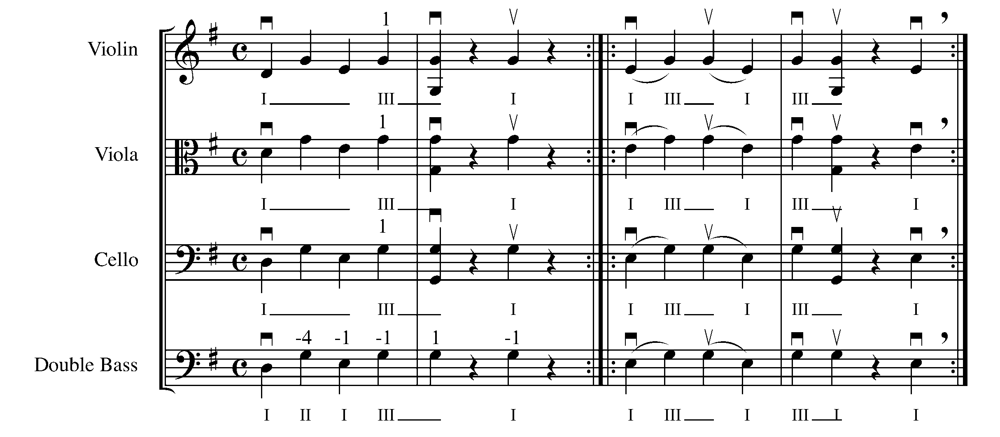 1
Violin
I III I I III I III
1
Viola
I III I I III I III I
1
Cello
I III I I III I III I
-4 -1 -1 1 -1
Double Bass
I II I III I I III I III I I